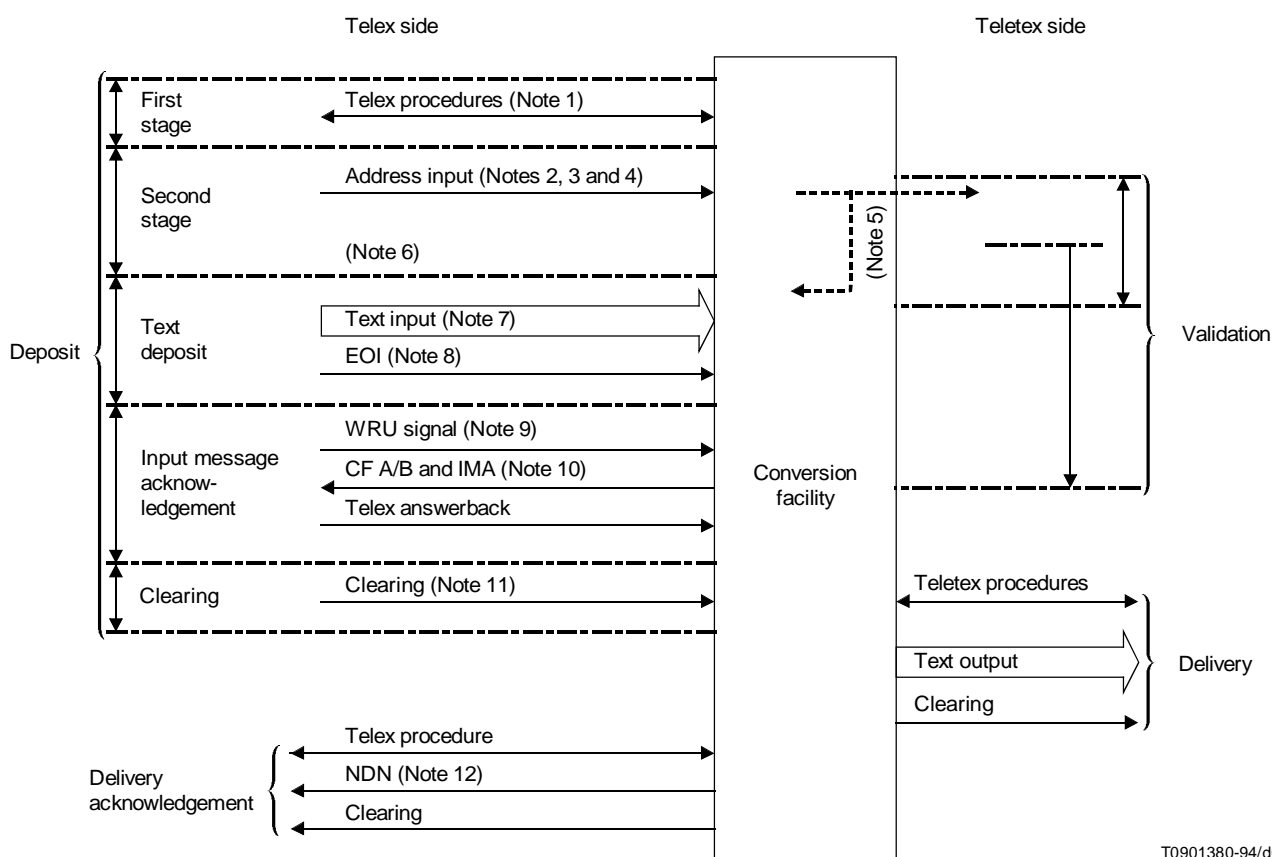 Telex side
Teletex side
First
stage
Telex procedures (Note 1)
Second
stage
Address input (Notes 2, 3 and 4)
(Note 5)
(Note 6)
Deposit
Text
deposit
Text input (Note 7)
EOI (Note 8)
Validation
Input message
acknow-
ledgement
WRU signal (Note 9)
CF A/B and IMA (Note 10)
Telex answerback
Conversion
facility
Clearing
Clearing (Note 11)
Teletex procedures
Text output
Clearing
Delivery
Delivery
acknowledgement
Telex procedure
NDN (Note 12)
Clearing
T0901380-94/d